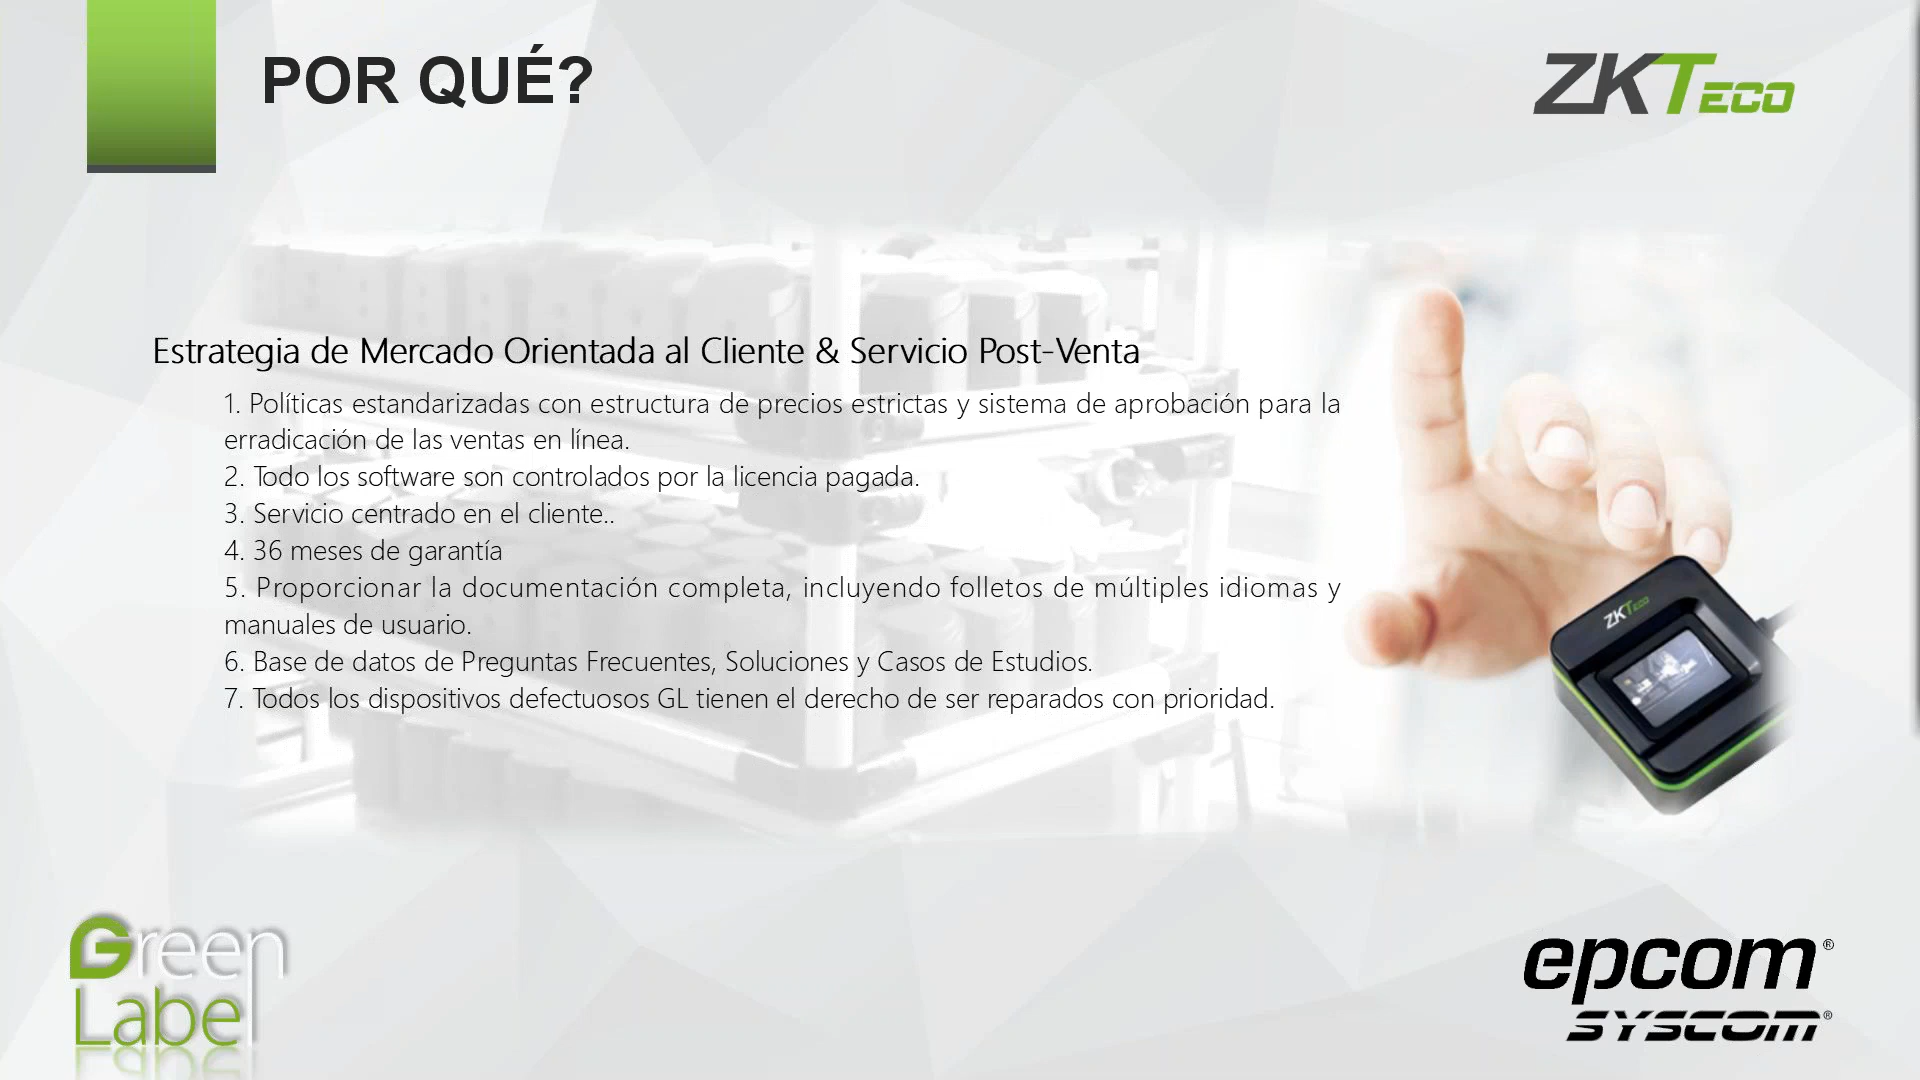 POR QUÉ?
ZKTECO
Estrategia de Mercado Orientada al Cliente & Servicio Post-Venta
1. Políticas estandarizadas con estructura de precios estrictas y sistema de aprobación para la
erradicación de las ventas en línea.
2. Todo los software son controlados por la licencia pagada.
3. Servicio centrado en el cliente..
4. 36 meses de garantía
5. Proporcionar la documentación completa, incluyendo folletos de múltiples idiomas y
manuales de usuario.
6. Base de datos de Preguntas Frecuentes, Soluciones y Casos de Estudios.
7. Todos los dispositivos defectuosos GL tienen el derecho de ser reparados con prioridad.
ZKTECO
Green
Label
epcom®
SYSCOM®